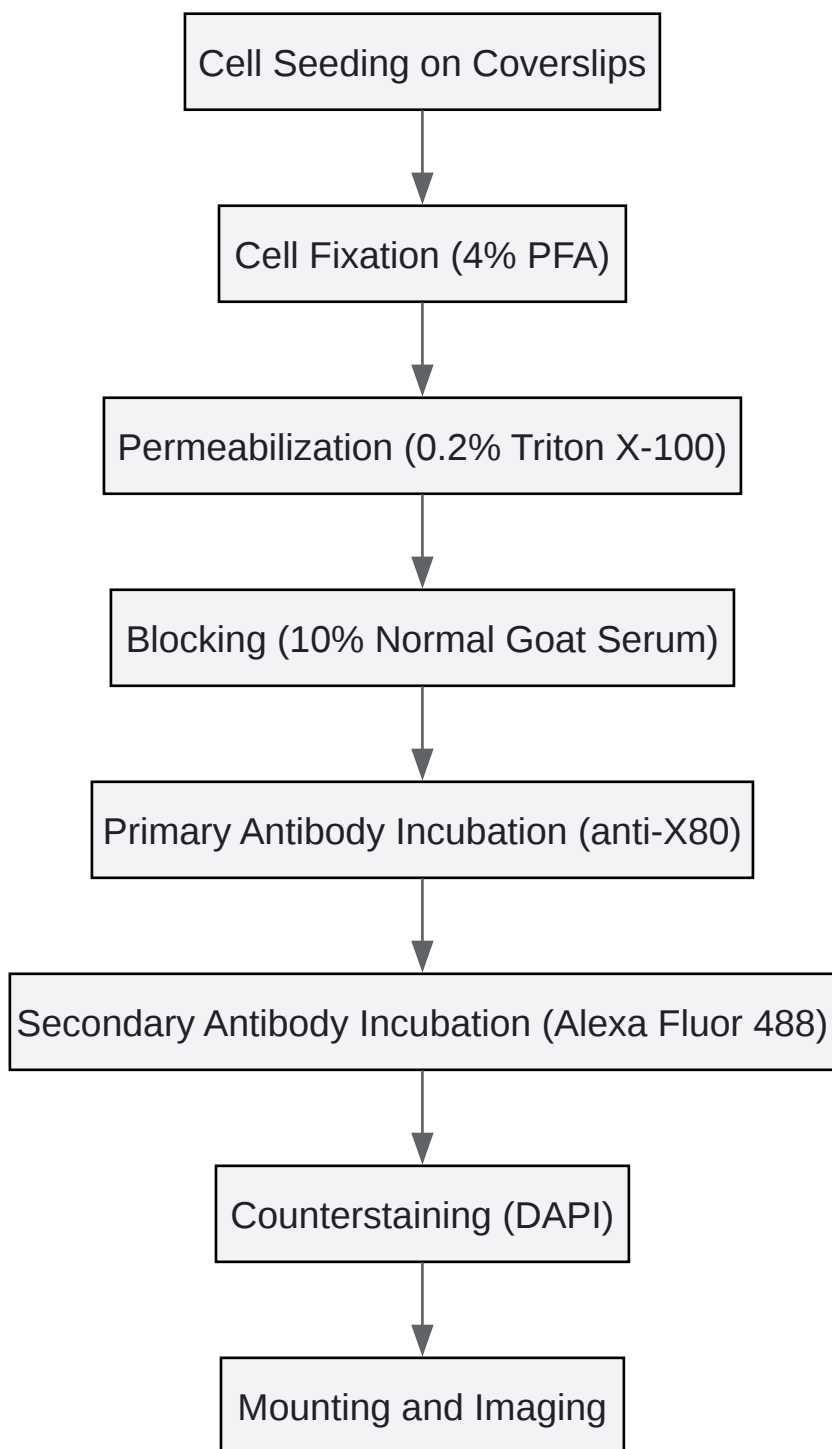 Cell Seeding on Coverslips
Cell Fixation (4% PFA)
Permeabilization (0.2% Triton X-100)
Blocking (10% Normal Goat Serum)
Primary Antibody Incubation (anti-X80)
Secondary Antibody Incubation (Alexa Fluor 488)
Counterstaining (DAPI)
Mounting and Imaging